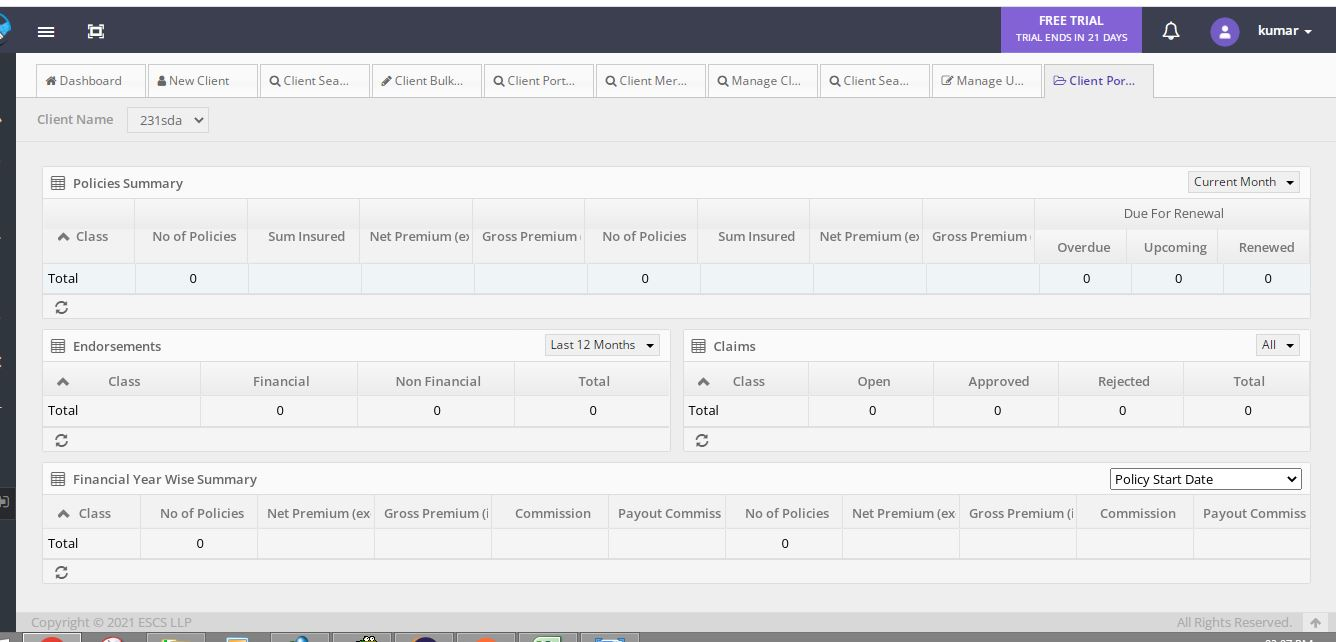 FREE TRIAL
TRIAL ENDS IN 21 DAYS
kumar
Dashboard New Client Client Sea... Client Bulk... Client Port... Client Mer... Manage Cl... Client Sea... Manage U... Client Por...
Client Name 231sda
Policies Summary Current Month
Due For Renewal
Class No of Policies Sum Insured Net Premium (ex Gross Premium No of Policies Sum Insured Net Premium (ex Gross Premium Overdue Upcoming Renewed
Total 0 0 0 0 0
Endorsements Last 12 Months
Class Financial Non Financial Total
Total 0 0 0
Claims All
Class Open Approved Rejected Total
Total 0 0 0 0
Financial Year Wise Summary Policy Start Date
Class No of Policies Net Premium (ex Gross Premium (i Commission Payout Commiss No of Policies Net Premium (ex Gross Premium (i Commission Payout Commiss
Total 0 0
Copyright © 2021 ESCS LLP All Rights Reserved.